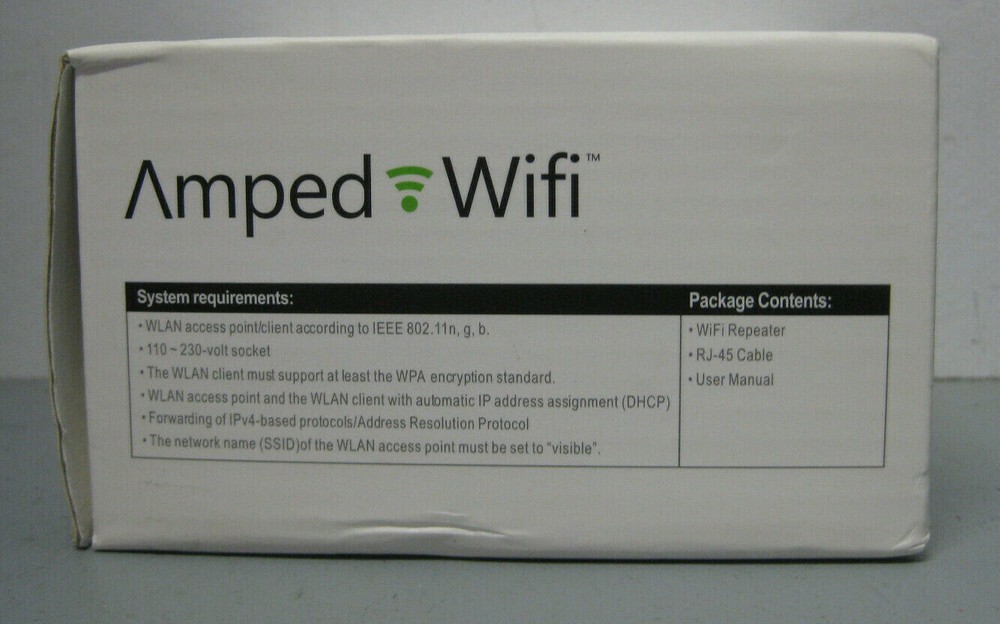 Amped Wifi™
System requirements:
• WLAN access point/client according to IEEE 802.11n, g, b.
• 110 ~ 230-volt socket
• The WLAN client must support at least the WPA encryption standard.
• WLAN access point and the WLAN client with automatic IP address assignment (DHCP)
• Forwarding of IPv4-based protocols/Address Resolution Protocol
• The network name (SSID)of the WLAN access point must be set to "visible".
Package Contents:
• WiFi Repeater
• RJ-45 Cable
• User Manual